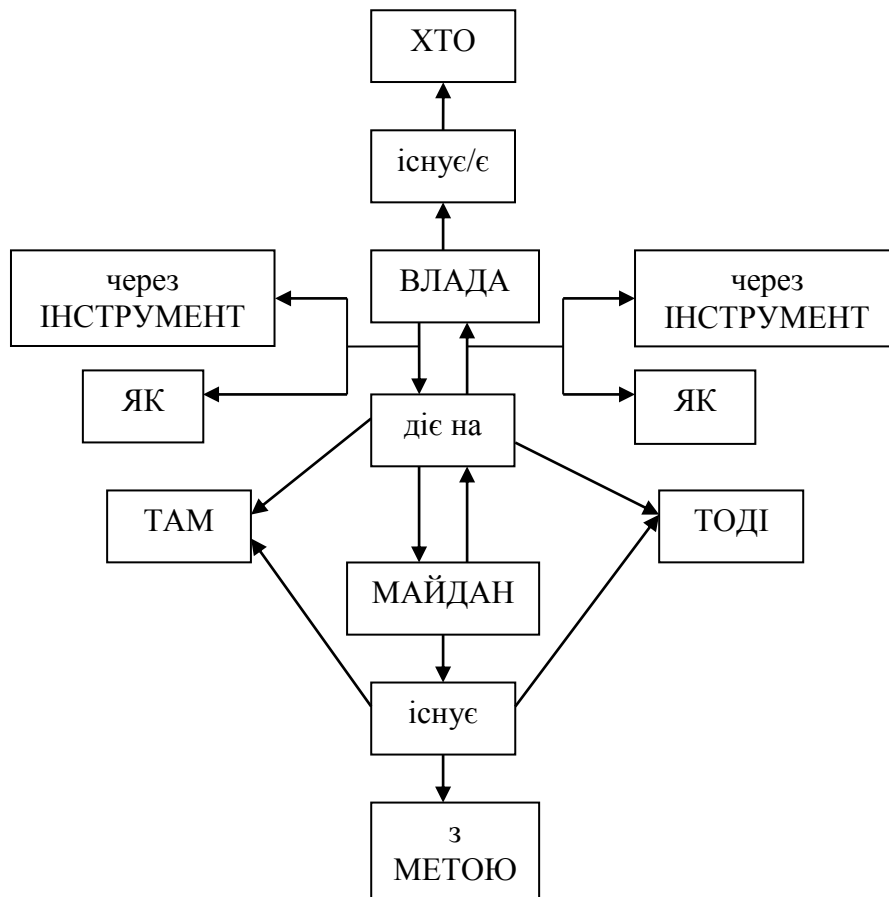 ХТО
існує/є
через
ІНСТРУМЕНТ
ВЛАДА
через
ІНСТРУМЕНТ
ЯК
діє на
ЯК
ТАМ
ТОДІ
МАЙДАН
існує
з
МЕТОЮ